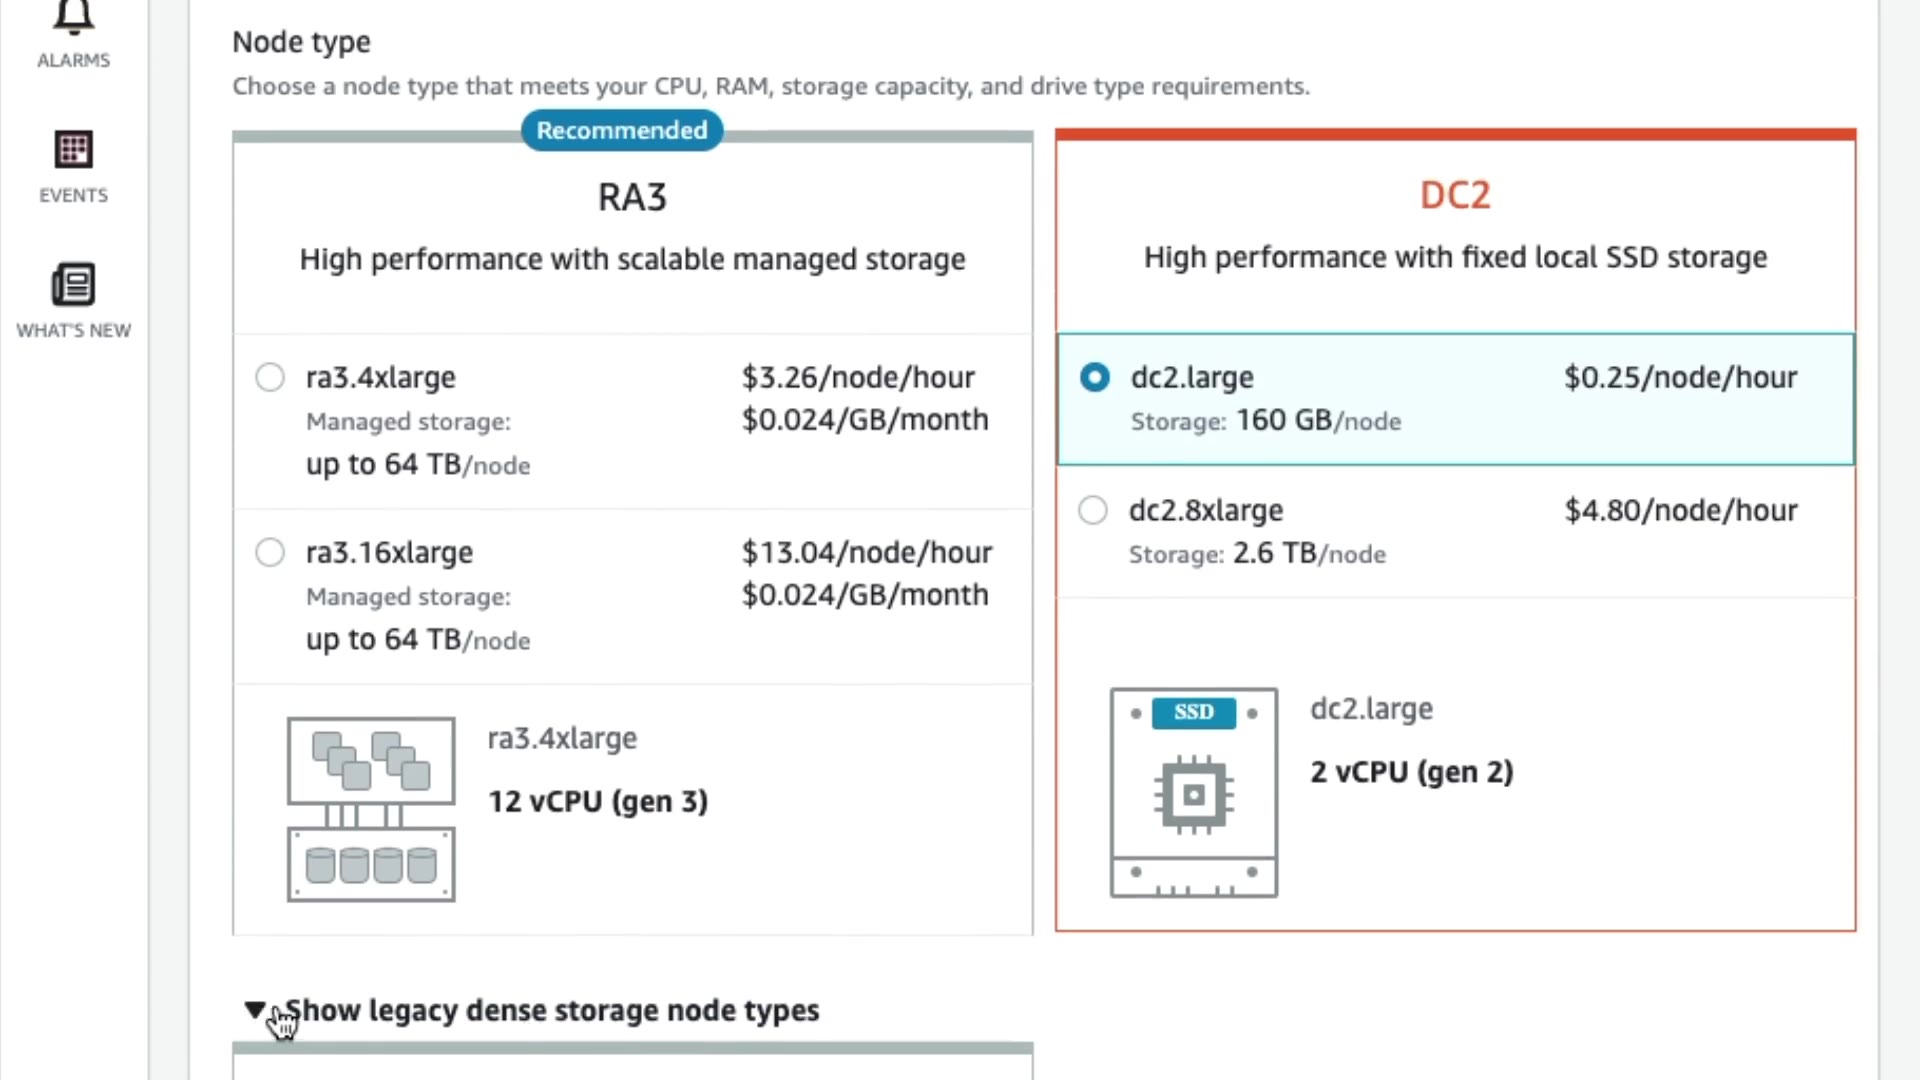 ALARMS
EVENTS
WHAT'S NEW
Node type
Choose a node type that meets your CPU, RAM, storage capacity, and drive type requirements.
Recommended
RA3
High performance with scalable managed storage
ra3.4xlarge $3.26/node/hour
Managed storage: $0.024/GB/month
up to 64 TB/node
ra3.16xlarge $13.04/node/hour
Managed storage: $0.024/GB/month
up to 64 TB/node
ra3.4xlarge
12 vCPU (gen 3)
DC2
High performance with fixed local SSD storage
dc2.large $0.25/node/hour
Storage: 160 GB/node
dc2.8xlarge $4.80/node/hour
Storage: 2.6 TB/node
SSD
dc2.large
2 vCPU (gen 2)
Show legacy dense storage node types